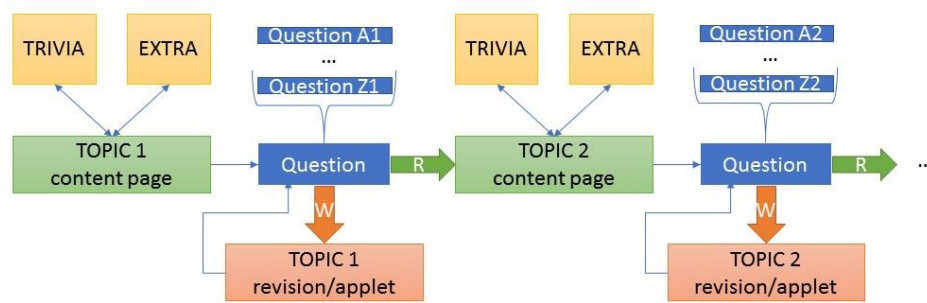 TRIVIA
EXTRA
Question A1
...
Question Z1
TOPIC 1
content page
Question
R
W
TOPIC 1
revision/applet
TRIVIA
EXTRA
Question A2
...
Question Z2
TOPIC 2
content page
Question
R
W
TOPIC 2
revision/applet
...